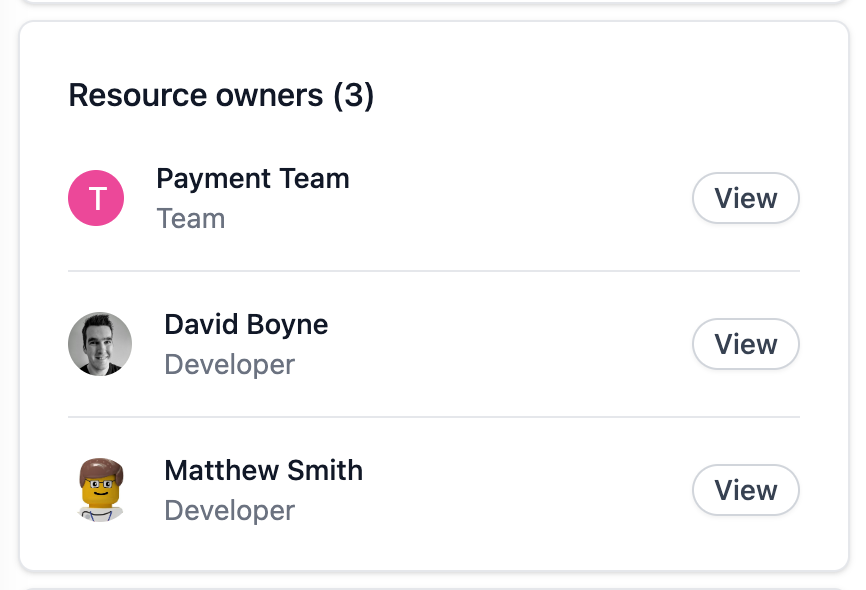 Resource owners (3)
T
Payment Team
Team
View
David Boyne
Developer
View
Matthew Smith
Developer
View